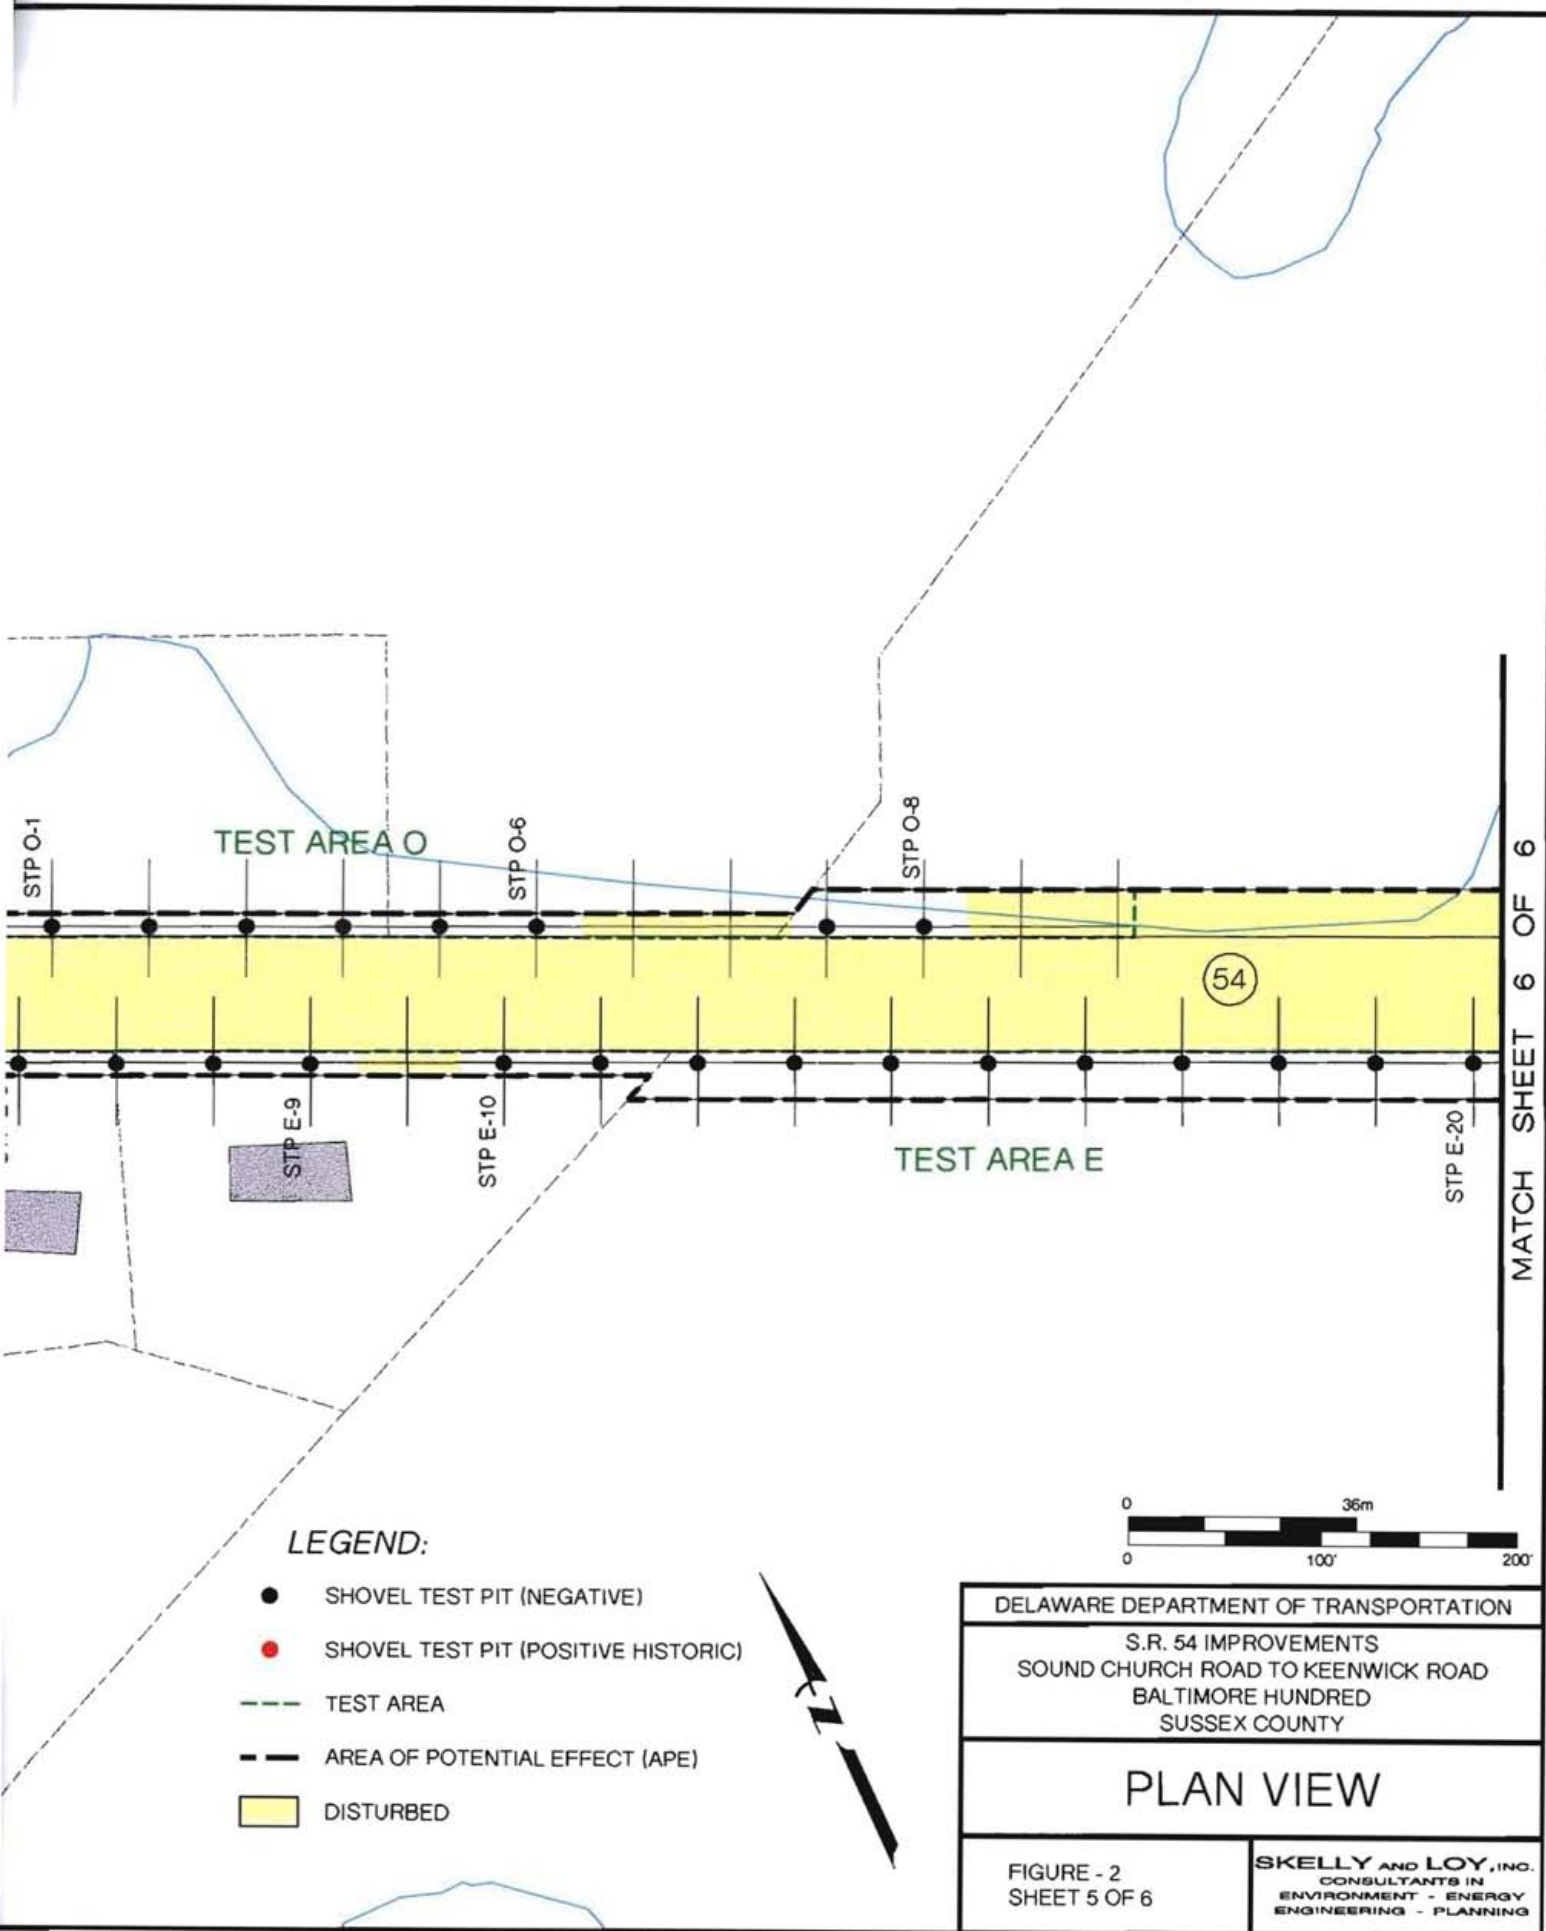 STP O-1
TEST AREA O
STP O-6
STP O-8
54
STP E-9
STP E-10
TEST AREA E
STP E-20
MATCH SHEET 6 OF 6
0 36m
0 100' 200'
LEGEND:
SHOVEL TEST PIT (NEGATIVE)
SHOVEL TEST PIT (POSITIVE HISTORIC)
TEST AREA
AREA OF POTENTIAL EFFECT (APE)
DISTURBED
N
DELAWARE DEPARTMENT OF TRANSPORTATION
S.R. 54 IMPROVEMENTS
SOUND CHURCH ROAD TO KEENWICK ROAD
BALTIMORE HUNDRED
SUSSEX COUNTY
PLAN VIEW
FIGURE - 2
SHEET 5 OF 6
SKELLY AND LOY, INC.
CONSULTANTS IN
ENVIRONMENT - ENERGY
ENGINEERING - PLANNING